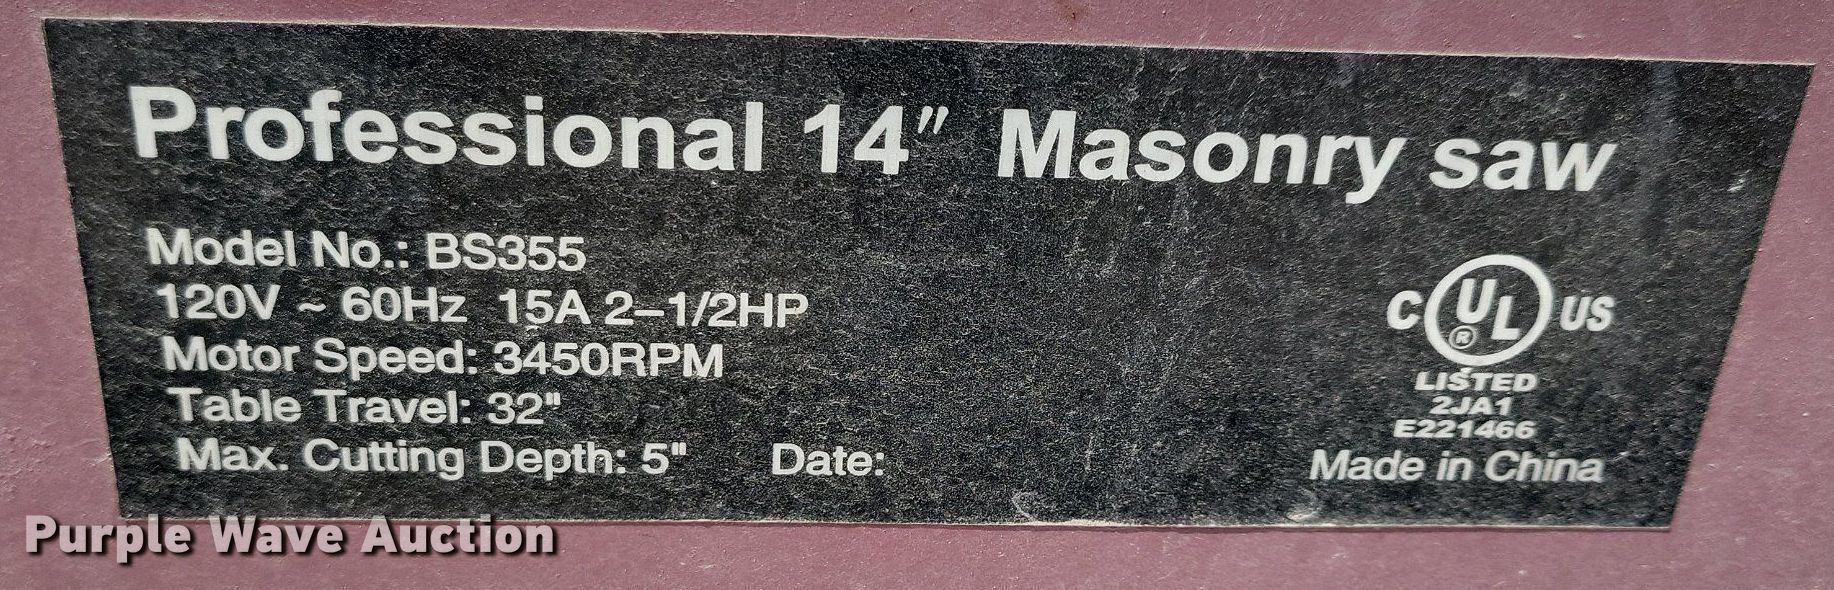 Professional 14" Masonry saw
Model No.: BS355
120V ~ 60Hz 15A 2-1/2HP
Motor Speed: 3450RPM
Table Travel: 32"
Max. Cutting Depth: 5" Date:
C UL® US
LISTED
2JA1
E221466
Made in China
Purple Wave Auction